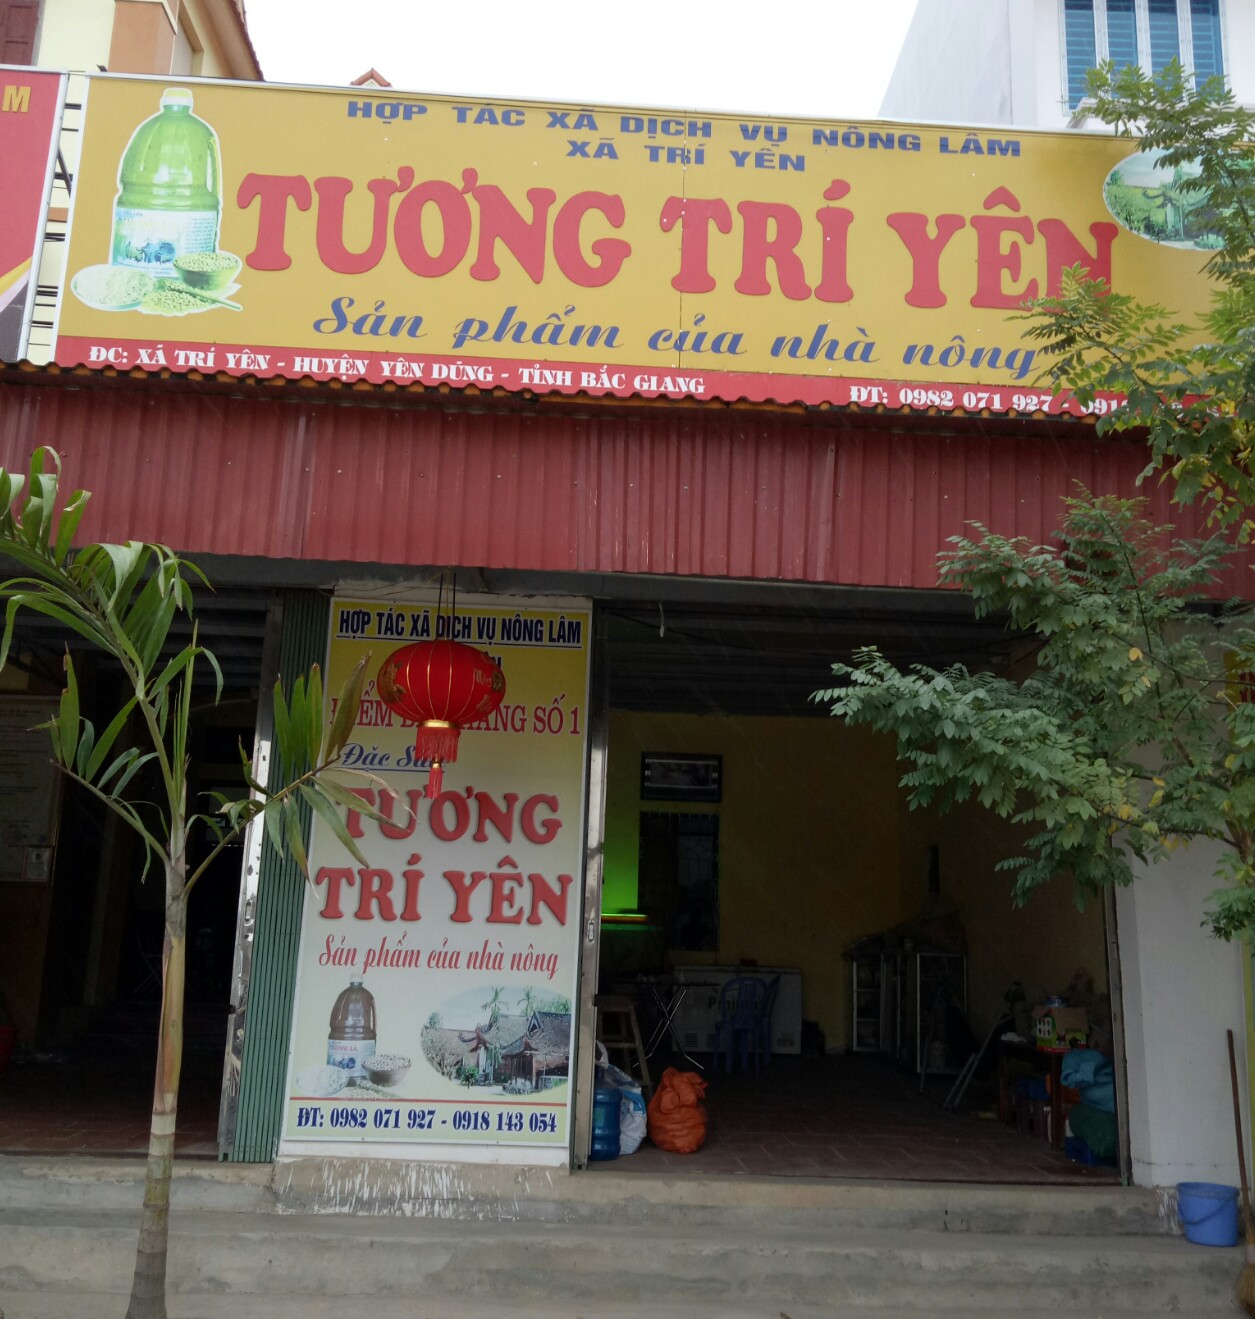 M
HỢP TÁC XÃ DỊCH VỤ NÔNG LÂM
XÃ TRÍ YÊN
TƯƠNG TRÍ YÊN
Sản phẩm của nhà nông
ĐC: XÃ TRÍ YÊN - HUYỆN YÊN DŨNG - TỈNH BẮC GIANG
ĐT: 0982 071 927 -
HỢP TÁC XÃ DỊCH VỤ NÔNG LÂM
SỐ 1
Đặc
TƯƠNG
TRÍ YÊN
Sản phẩm của nhà nông
ĐT: 0982 071 927 - 0918 143 054